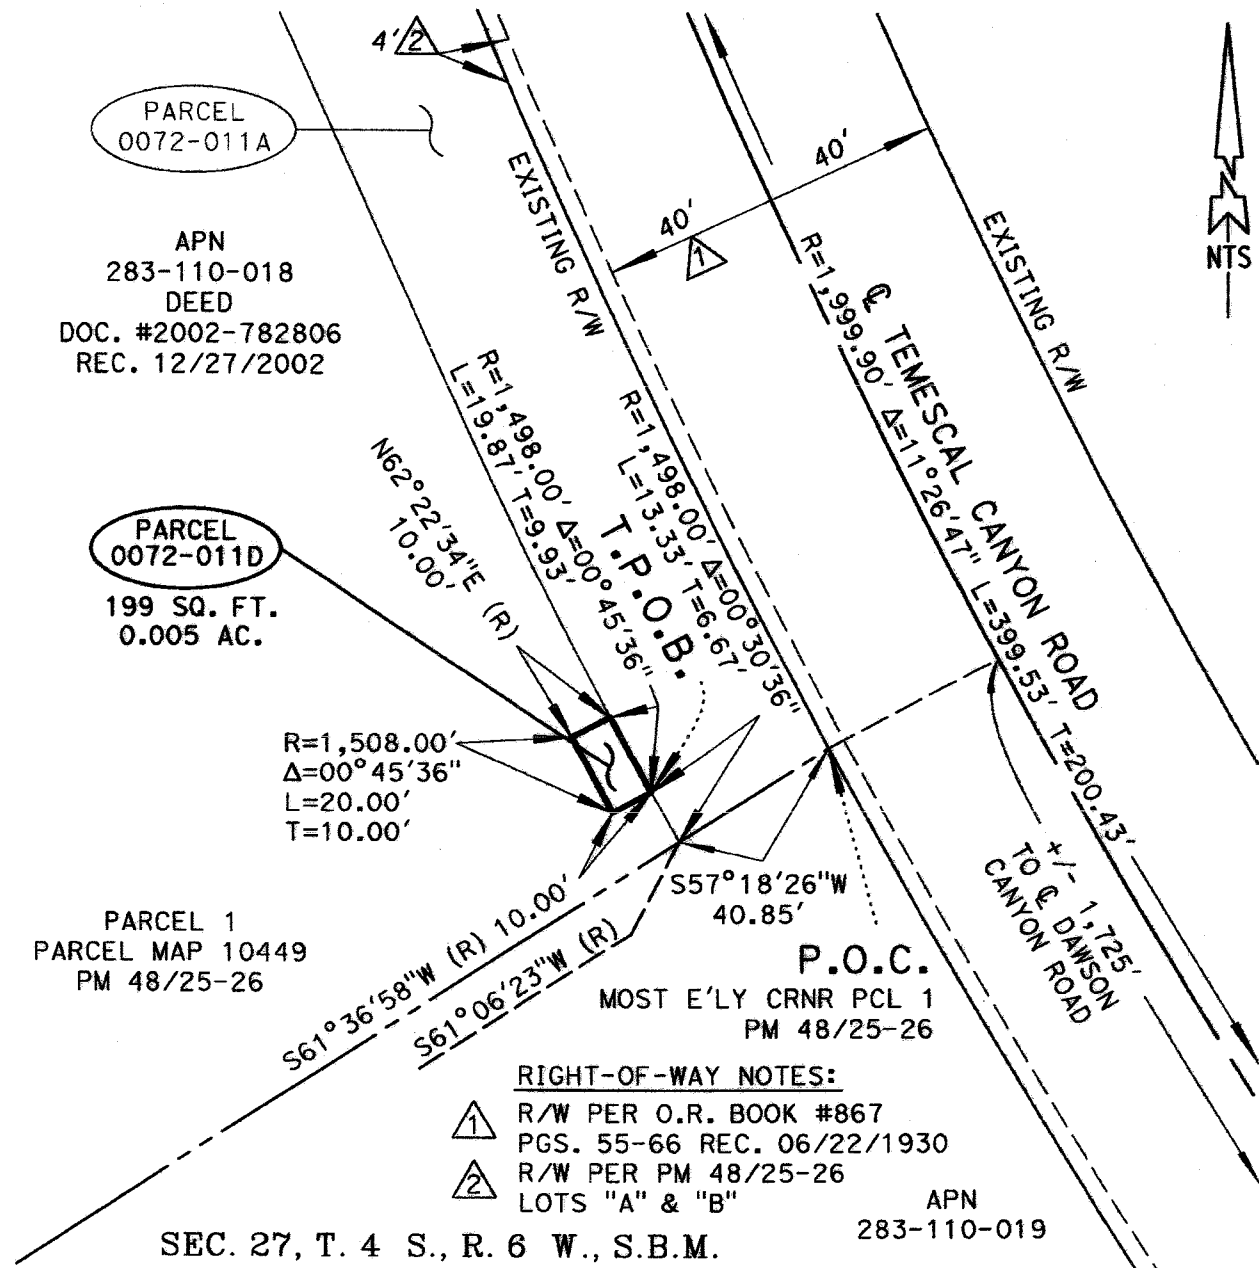 4' 2
PARCEL
0072-011A
APN
283-110-018
DEED
DOC. #2002-782806
REC. 12/27/2002
EXISTING R/W
40'
40'
1
EXISTING R/W
NTS
℄ TEMESCAL CANYON ROAD
R=1,999.90' Δ=11°26'47" L=399.53' T=200.43'
R=1,498.00' Δ=00°45'36"
L=19.87' T=9.93'
R=1,498.00' Δ=00°30'36"
L=13.33' T=6.67'
T.P.O.B.
N62°22'34"E (R)
10.00'
PARCEL
0072-011D
199 SQ. FT.
0.005 AC.
R=1,508.00'
Δ=00°45'36"
L=20.00'
T=10.00'
S57°18'26"W
40.85'
+/- 1,725'
TO ℄ DAWSON
CANYON ROAD
PARCEL 1
PARCEL MAP 10449
PM 48/25-26
S61°36'58"W (R) 10.00'
S61°06'23"W (R)
P.O.C.
MOST E'LY CRNR PCL 1
PM 48/25-26
RIGHT-OF-WAY NOTES:
1 R/W PER O.R. BOOK #867
PGS. 55-66 REC. 06/22/1930
2 R/W PER PM 48/25-26
LOTS "A" & "B"
APN
283-110-019
SEC. 27, T. 4 S., R. 6 W., S.B.M.